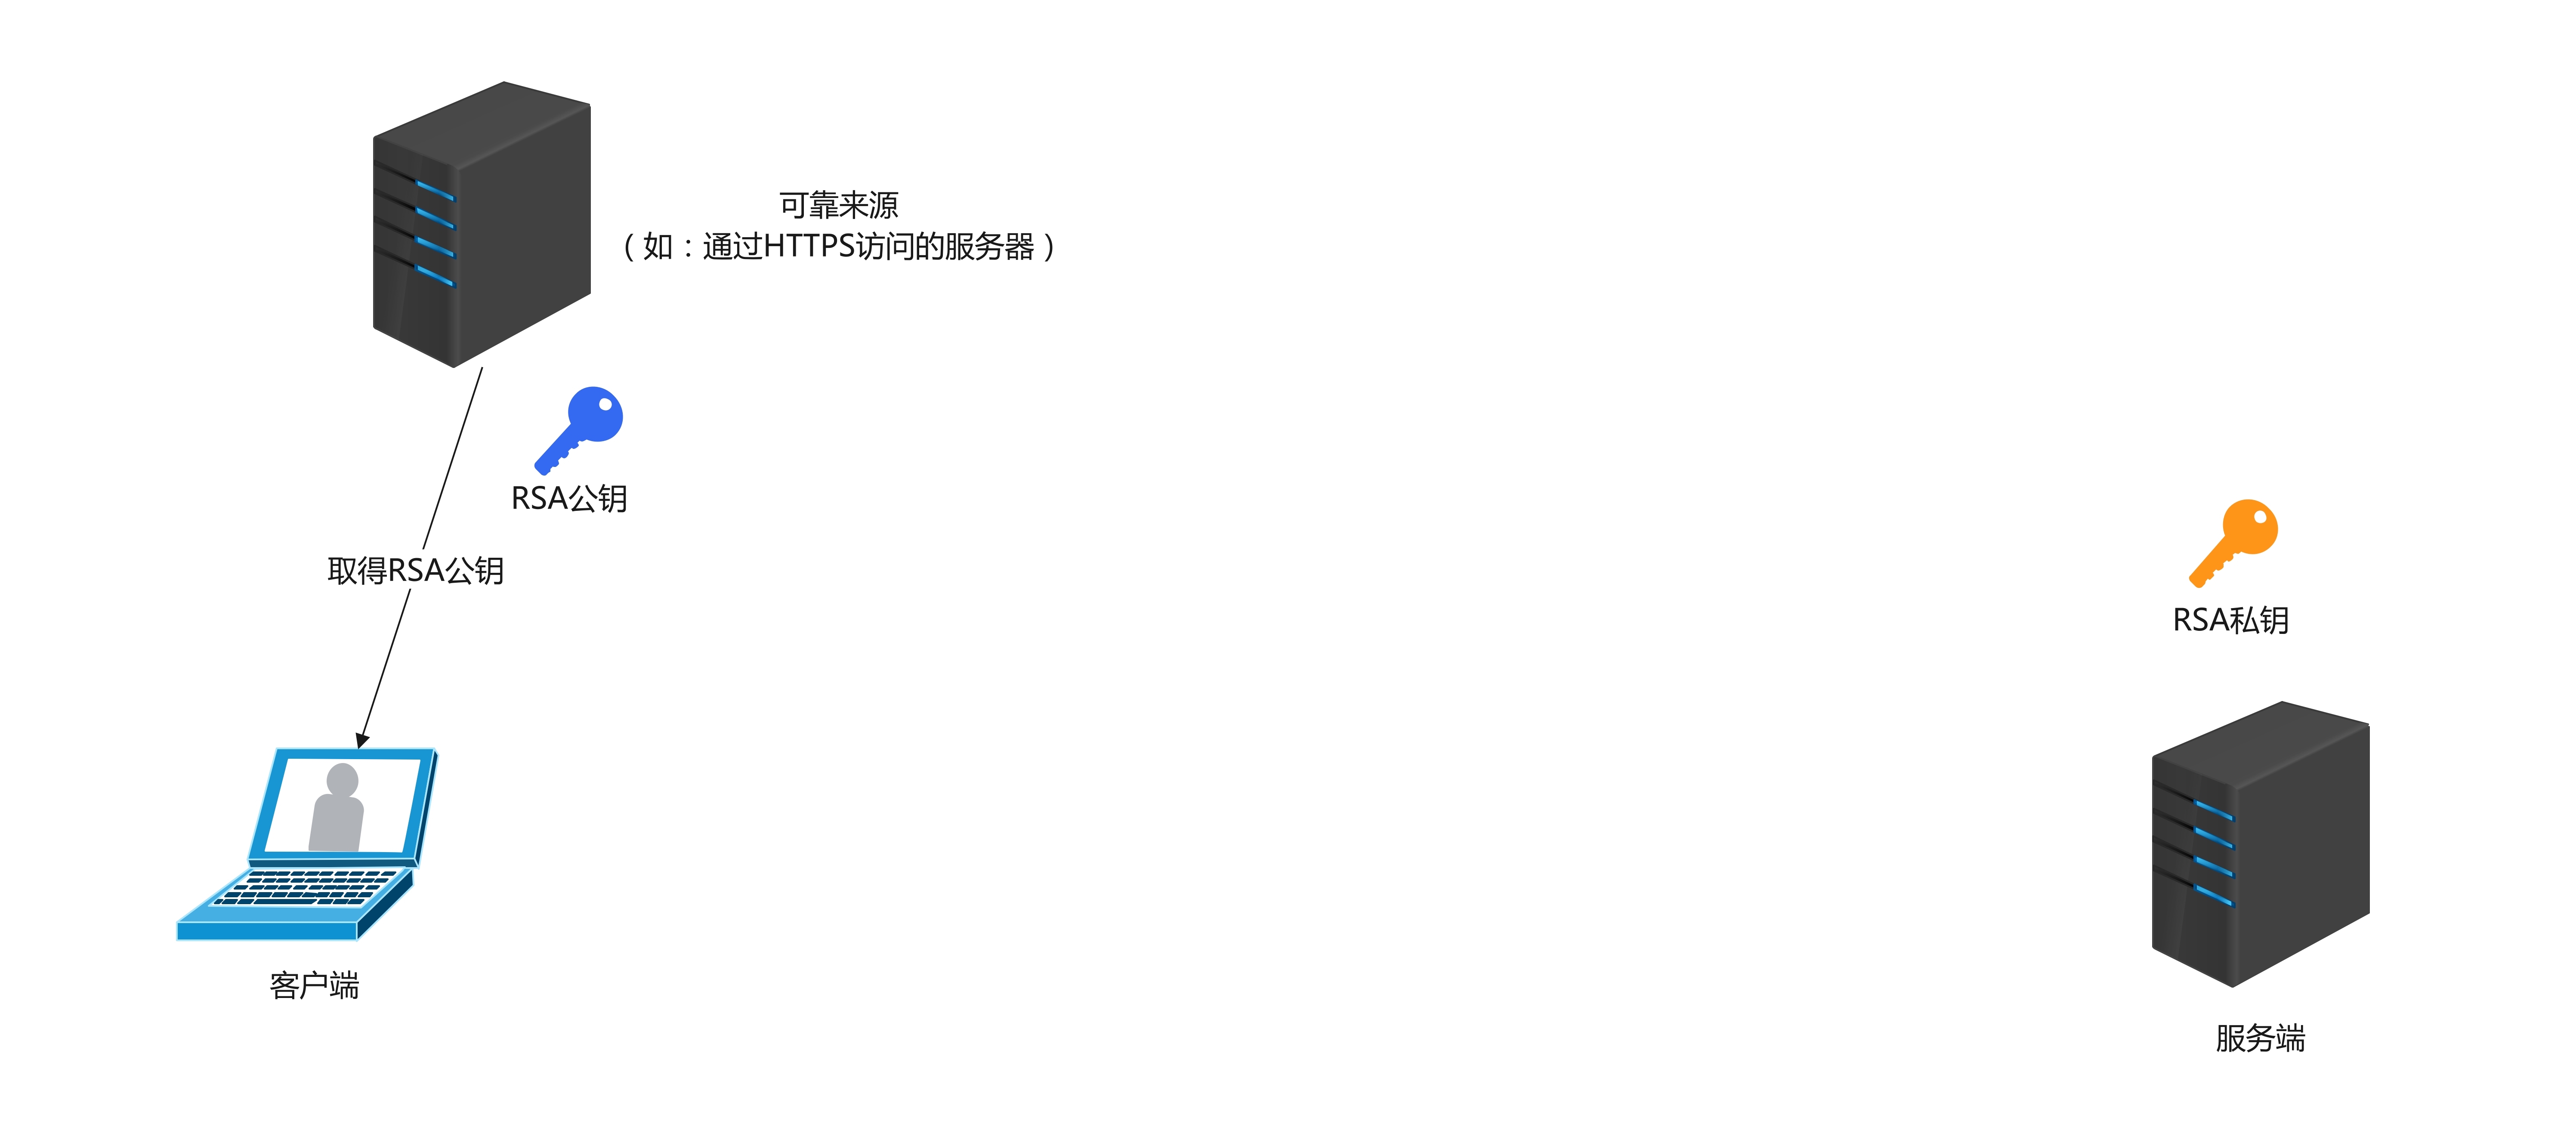 可靠来源
（如：通过HTTPS访问的服务器）
RSA公钥
取得RSA公钥
RSA私钥
客户端
服务端